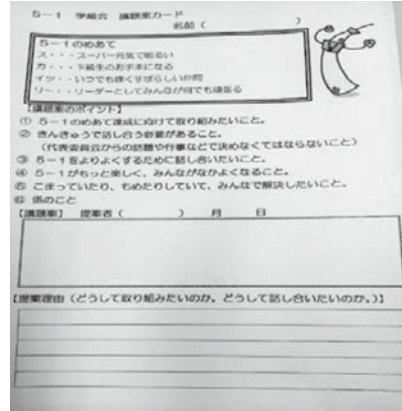 5－1 学級会 議題案カード
名前（ ）
5－1のめあて
ス・・・スーパー元気で明るい
カ・・・下級生のお手本になる
イツ・・いつでも輝くすばらしい仲間
リー・・リーダーとしてみんなが何でも頑張る
【議題案のポイント】
① 5－1のめあて達成に向けて取り組みたいこと。
② きんきゅうで話し合う必要があること。
（代表委員会からの話題や行事などで決めなくてはならないこと）
③ 5－1をよりよくするために話し合いたいこと。
④ 5－1がもっと楽しく、みんながなかよくなること。
⑤ こまっていたり、もめたりしていて、みんなで解決したいこと。
⑥ 係のこと
【議題案】 提案者（ ） 月 日
【提案理由（どうして取り組みたいのか。どうして話し合いたいのか。）】